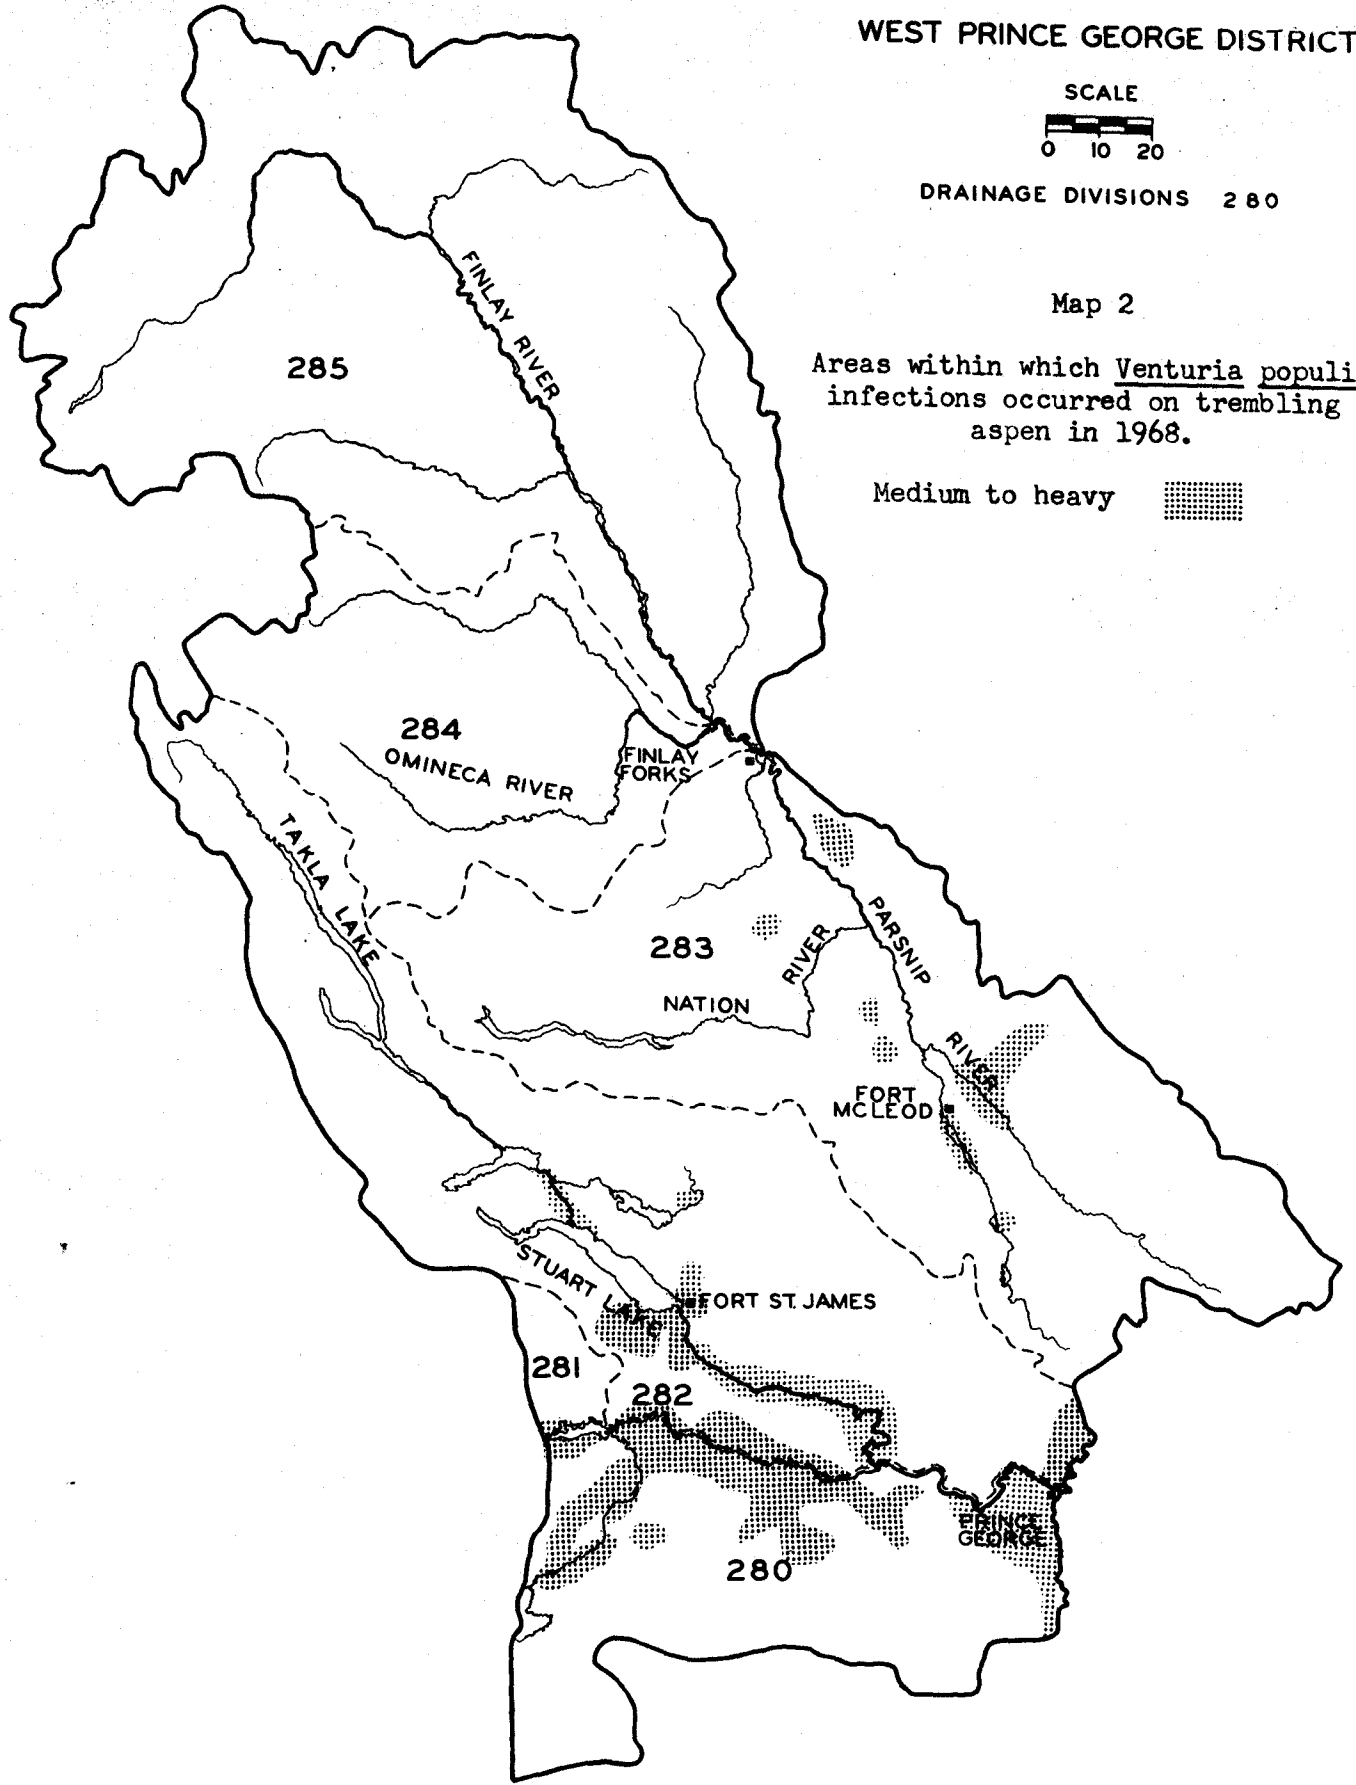 WEST PRINCE GEORGE DISTRICT
SCALE
0 10 20
DRAINAGE DIVISIONS 280
Map 2
Areas within which Venturia populi
infections occurred on trembling
aspen in 1968.
Medium to heavy
FINLAY RIVER
285
284
OMINECA RIVER
FINLAY
FORKS
TAKLA LAKE
283
NATION RIVER
PARSNIP RIVER
FORT
MCLEOD
STUART LAKE
FORT ST. JAMES
281
282
PRINCE
GEORGE
280